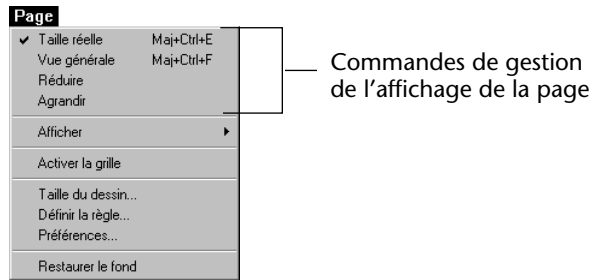 Page
✔ Taille réelle Maj+Ctrl+E
Vue générale Maj+Ctrl+F
Réduire
Agrandir
Afficher
Activer la grille
Taille du dessin...
Définir la règle...
Préférences...
Restaurer le fond
Commandes de gestion
de l'affichage de la page